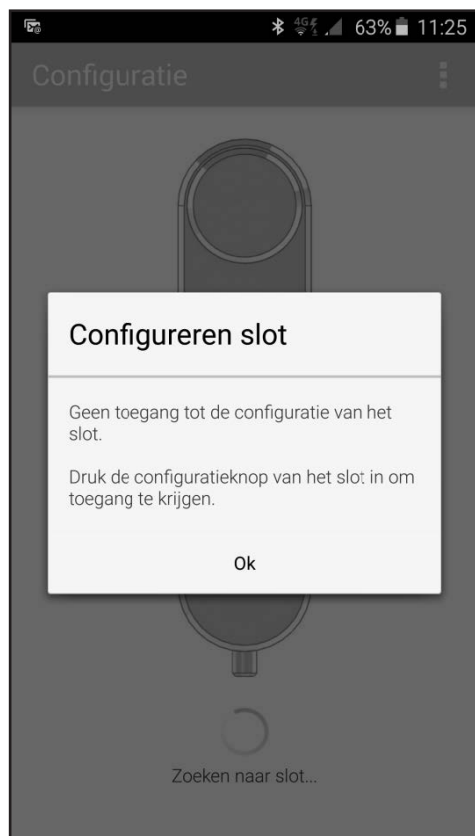 4G 63% 11:25
Configuratie
Configureren slot
Geen toegang tot de configuratie van het
slot.
Druk de configuratieknop van het slot in om
toegang te krijgen.
Ok
Zoeken naar slot...